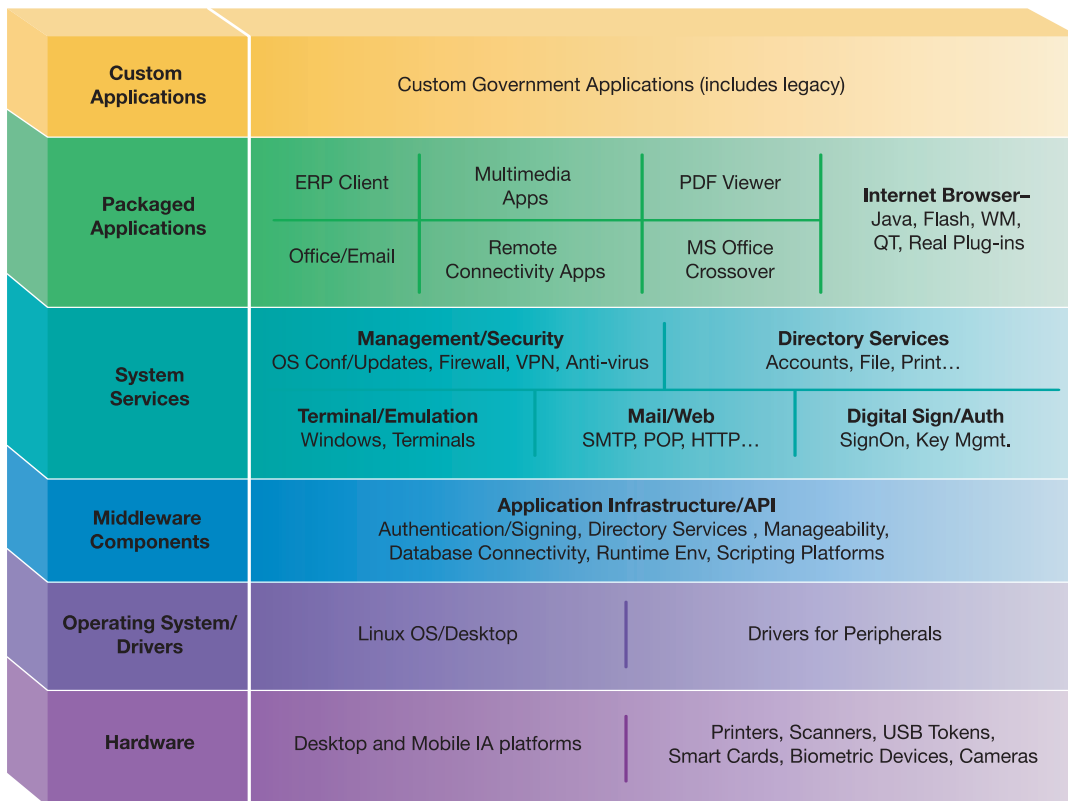 Custom
Applications
Custom Government Applications (includes legacy)
Packaged
Applications
ERP Client
Multimedia
Apps
PDF Viewer
Office/Email
Remote
Connectivity Apps
MS Office
Crossover
Internet Browser–
Java, Flash, WM,
QT, Real Plug-ins
System
Services
Management/Security
OS Conf/Updates, Firewall, VPN, Anti-virus
Directory Services
Accounts, File, Print…
Terminal/Emulation
Windows, Terminals
Mail/Web
SMTP, POP, HTTP…
Digital Sign/Auth
SignOn, Key Mgmt.
Middleware
Components
Application Infrastructure/API
Authentication/Signing, Directory Services , Manageability,
Database Connectivity, Runtime Env, Scripting Platforms
Operating System/
Drivers
Linux OS/Desktop
Drivers for Peripherals
Hardware
Desktop and Mobile IA platforms
Printers, Scanners, USB Tokens,
Smart Cards, Biometric Devices, Cameras